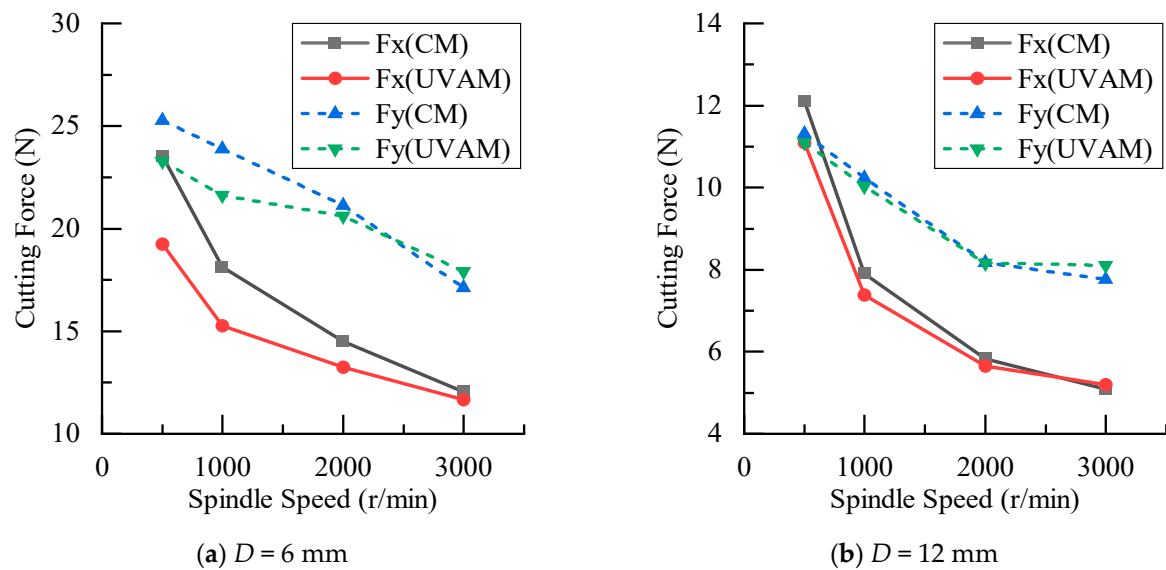 30
25
20
15
10
Cutting Force (N)
Fx(CM)
Fx(UVAM)
Fy(CM)
Fy(UVAM)
0 1000 2000 3000
Spindle Speed (r/min)
(a) D = 6 mm
14
12
10
8
6
4
Cutting Force (N)
Fx(CM)
Fx(UVAM)
Fy(CM)
Fy(UVAM)
0 1000 2000 3000
Spindle Speed (r/min)
(b) D = 12 mm